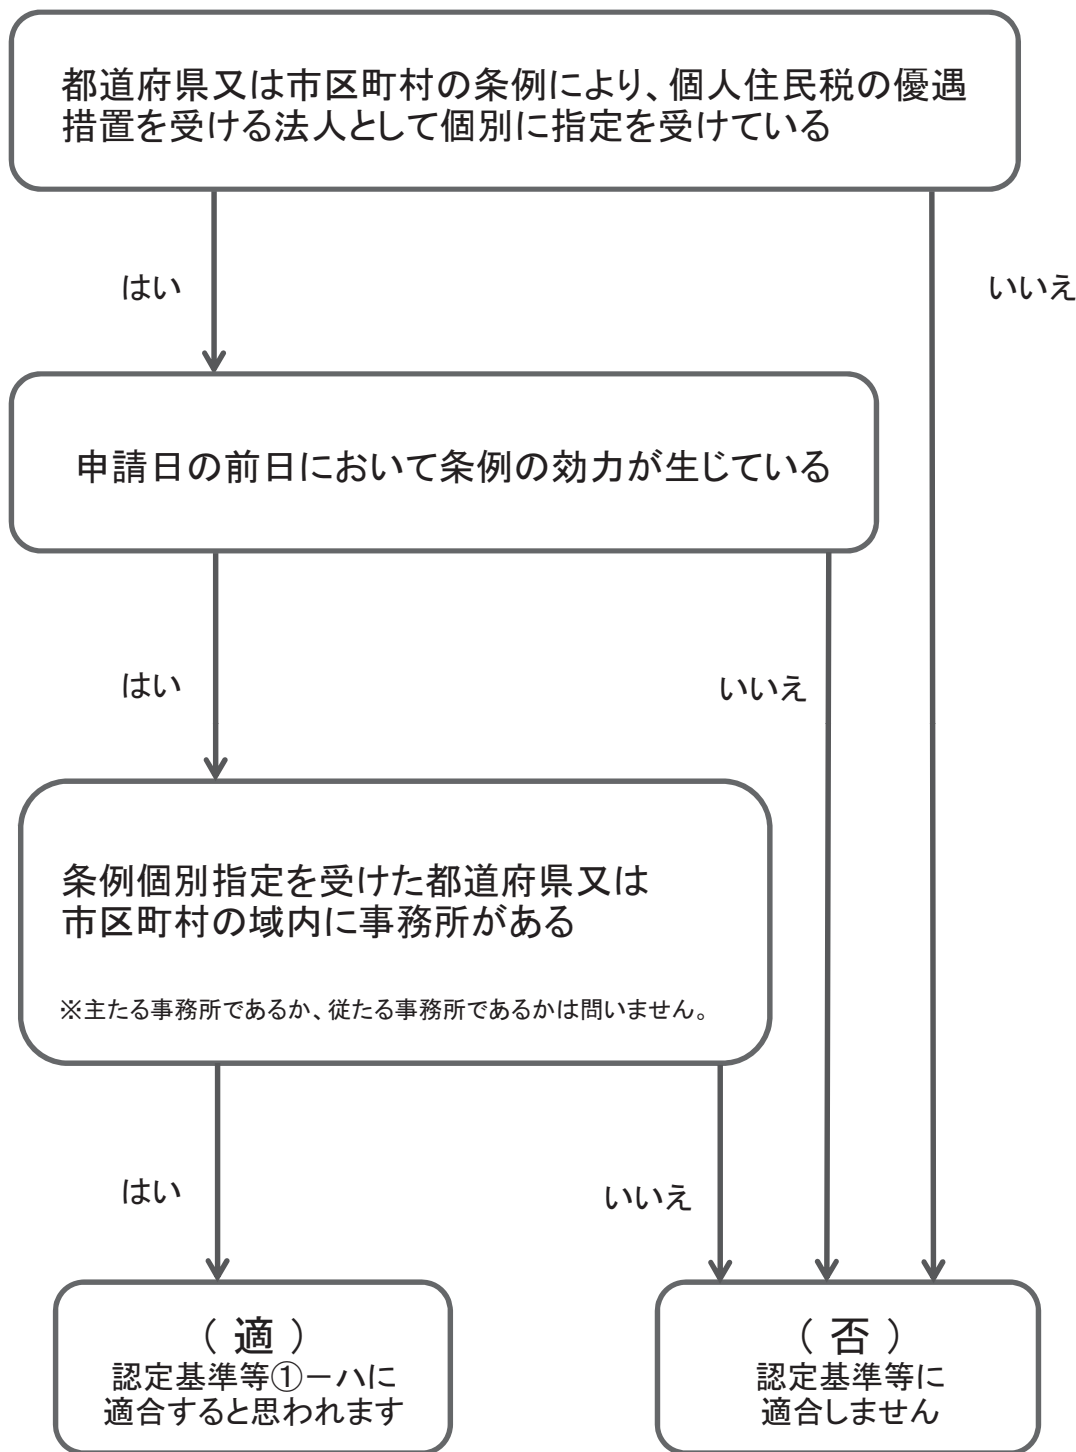 都道府県又は市区町村の条例により、個人住民税の優遇
措置を受ける法人として個別に指定を受けている
はい
いいえ
申請日の前日において条例の効力が生じている
はい
いいえ
条例個別指定を受けた都道府県又は
市区町村の域内に事務所がある
※主たる事務所であるか、従たる事務所であるかは問いません。
はい
いいえ
（ 適 ）
認定基準等①－ハに
適合すると思われます
（ 否 ）
認定基準等に
適合しません